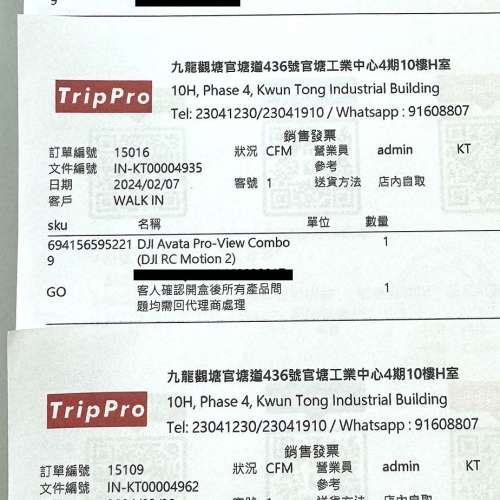 9
九龍觀塘官塘道436號官塘工業中心4期10樓H室
TripPro
10H, Phase 4, Kwun Tong Industrial Building
Tel: 23041230/23041910 / Whatsapp : 91608807
銷售發票
訂單編號 15016 狀況 CFM 營業員 admin KT
文件編號 IN-KT00004935 參考
日期 2024/02/07 客號 1 送貨方法 店內自取
客戶 WALK IN
sku 名稱 單位 數量
694156595221 DJI Avata Pro-View Combo 1
9 (DJI RC Motion 2)
GO 客人確認開盒後所有產品問 1
題均需回代理商處理
九龍觀塘官塘道436號官塘工業中心4期10樓H室
TripPro
10H, Phase 4, Kwun Tong Industrial Building
Tel: 23041230/23041910 / Whatsapp : 91608807
銷售發票
訂單編號 15109 狀況 CFM 營業員 admin KT
文件編號 IN-KT00004962 參考